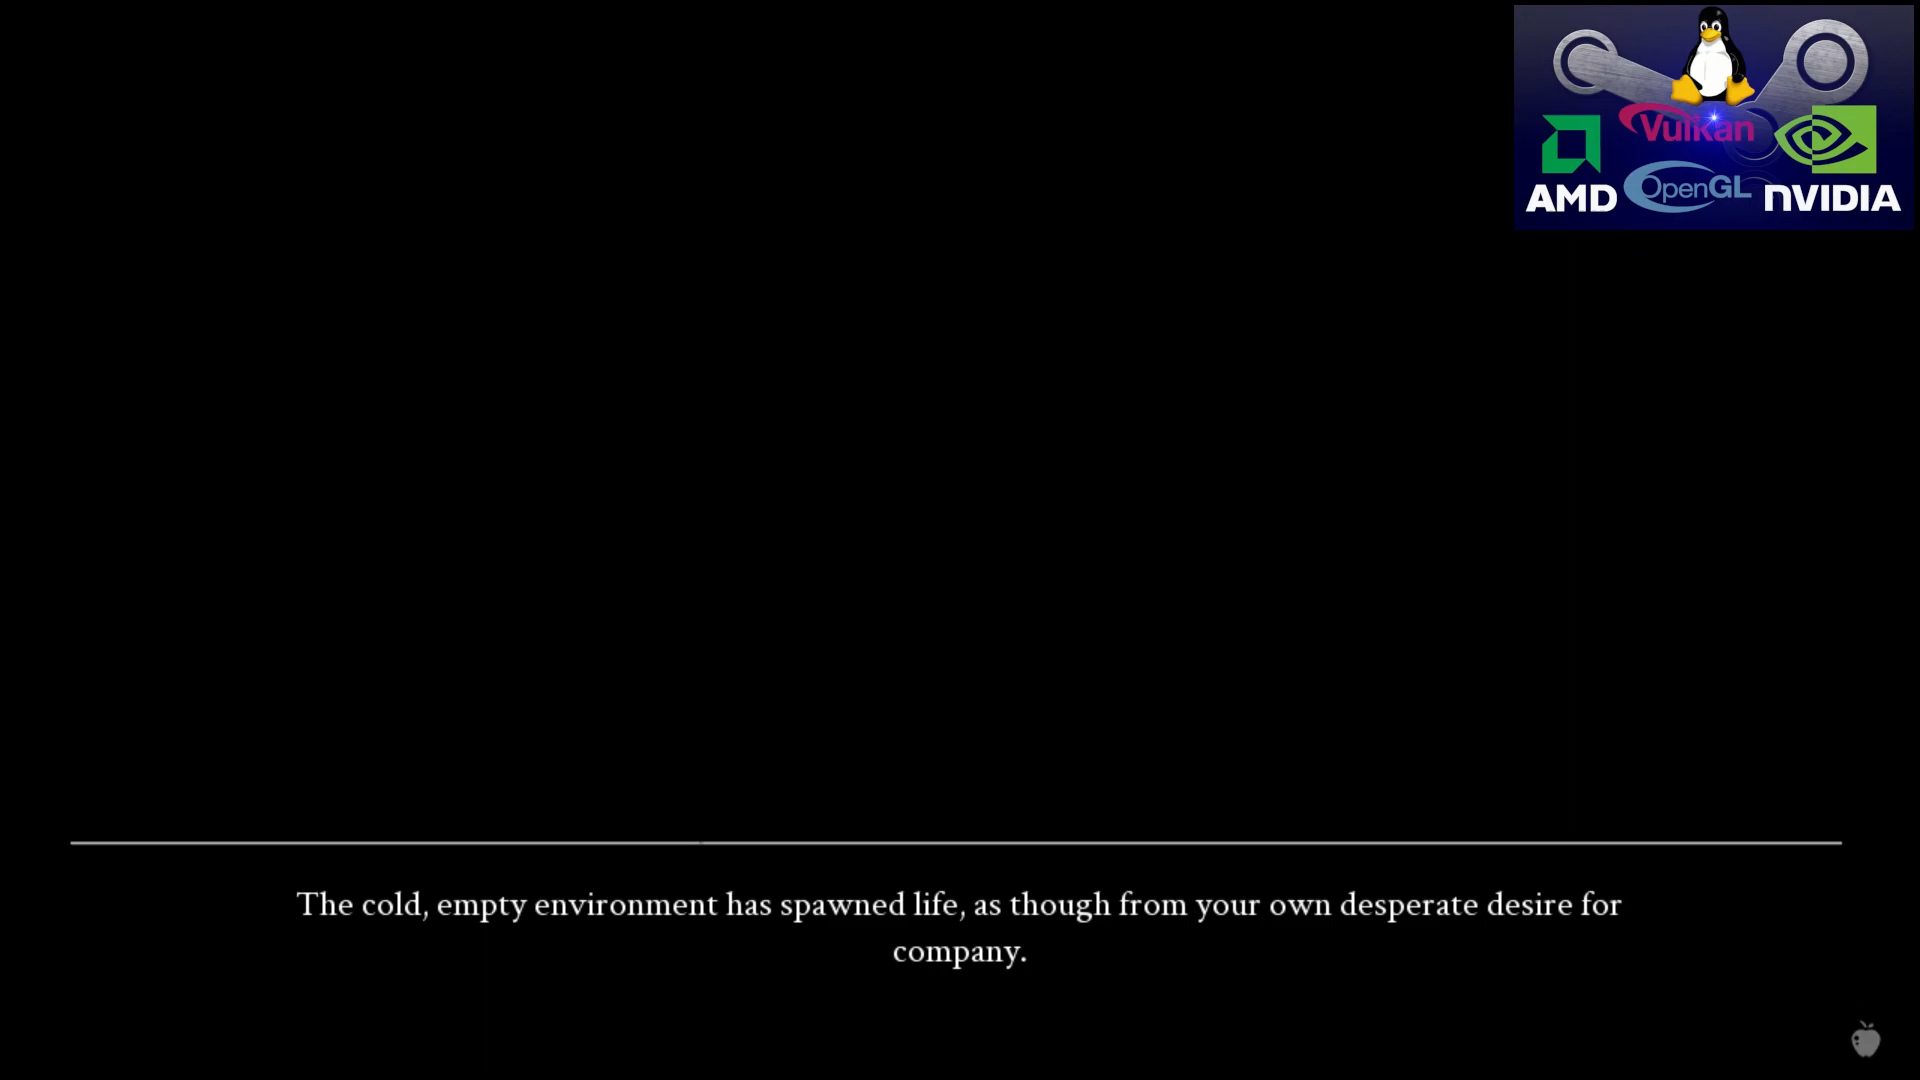 Vulkan
AMD
OpenGL
NVIDIA
The cold, empty environment has spawned life, as though from your own desperate desire for
company.